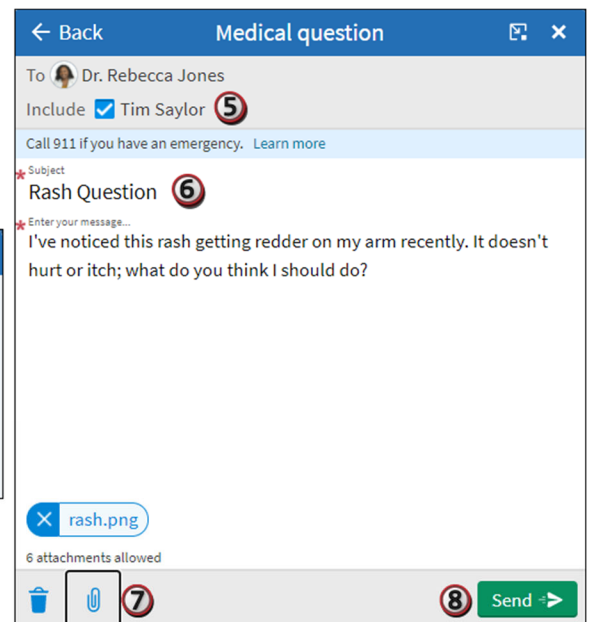 ← Back Medical question
To Dr. Rebecca Jones
Include Tim Saylor 5
Call 911 if you have an emergency. Learn more
* Subject
Rash Question 6
* Enter your message...
I've noticed this rash getting redder on my arm recently. It doesn't
hurt or itch; what do you think I should do?
rash.png
6 attachments allowed
7 8 Send